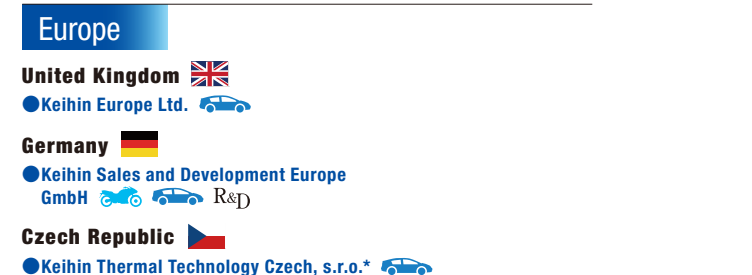 Europe
United Kingdom
●Keihin Europe Ltd.
Germany
●Keihin Sales and Development Europe
GmbH R&D
Czech Republic
●Keihin Thermal Technology Czech, s.r.o.*